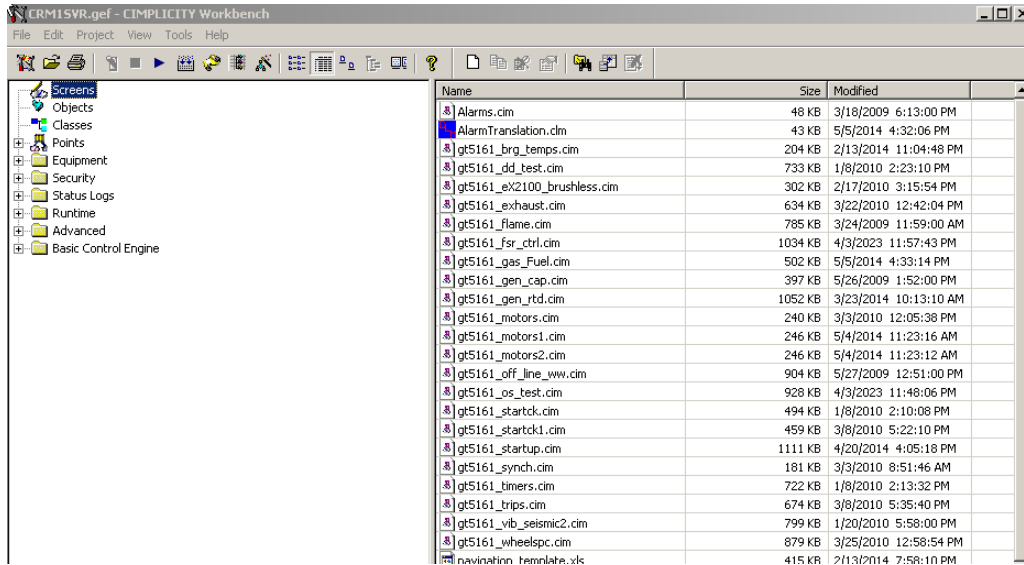 CRM1SVR.gef - CIMPLICITY Workbench
File Edit Project View Tools Help
Screens
Objects
Classes
Points
Equipment
Security
Status Logs
Runtime
Advanced
Basic Control Engine
Name Size Modified
Alarms.cim 48 KB 3/18/2009 6:13:00 PM
AlarmTranslation.clm 43 KB 5/5/2014 4:32:06 PM
gt5161_brg_temps.cim 204 KB 2/13/2014 11:04:48 PM
gt5161_dd_test.cim 733 KB 1/8/2010 2:23:10 PM
gt5161_eX2100_brushless.cim 302 KB 2/17/2010 3:15:54 PM
gt5161_exhaust.cim 634 KB 3/22/2010 12:42:04 PM
gt5161_flame.cim 785 KB 3/24/2009 11:59:00 AM
gt5161_fsr_ctrl.cim 1034 KB 4/3/2023 11:57:43 PM
gt5161_gas_Fuel.cim 502 KB 5/5/2014 4:33:14 PM
gt5161_gen_cap.cim 397 KB 5/26/2009 1:52:00 PM
gt5161_gen_rtd.cim 1052 KB 3/23/2014 10:13:10 AM
gt5161_motors.cim 240 KB 3/3/2010 12:05:38 PM
gt5161_motors1.cim 246 KB 5/4/2014 11:23:16 AM
gt5161_motors2.cim 246 KB 5/4/2014 11:23:12 AM
gt5161_off_line_ww.cim 904 KB 5/27/2009 12:51:00 PM
gt5161_os_test.cim 928 KB 4/3/2023 11:48:06 PM
gt5161_startck.cim 494 KB 1/8/2010 2:10:08 PM
gt5161_startck1.cim 459 KB 3/8/2010 5:22:10 PM
gt5161_startup.cim 1111 KB 4/20/2014 4:05:18 PM
gt5161_synch.cim 181 KB 3/3/2010 8:51:46 AM
gt5161_timers.cim 722 KB 1/8/2010 2:13:32 PM
gt5161_trips.cim 674 KB 3/8/2010 5:35:40 PM
gt5161_vib_seismic2.cim 799 KB 1/20/2010 5:58:00 PM
gt5161_wheelspc.cim 879 KB 3/25/2010 12:58:54 PM
navigation_template.xls 415 KB 2/13/2014 7:58:10 PM